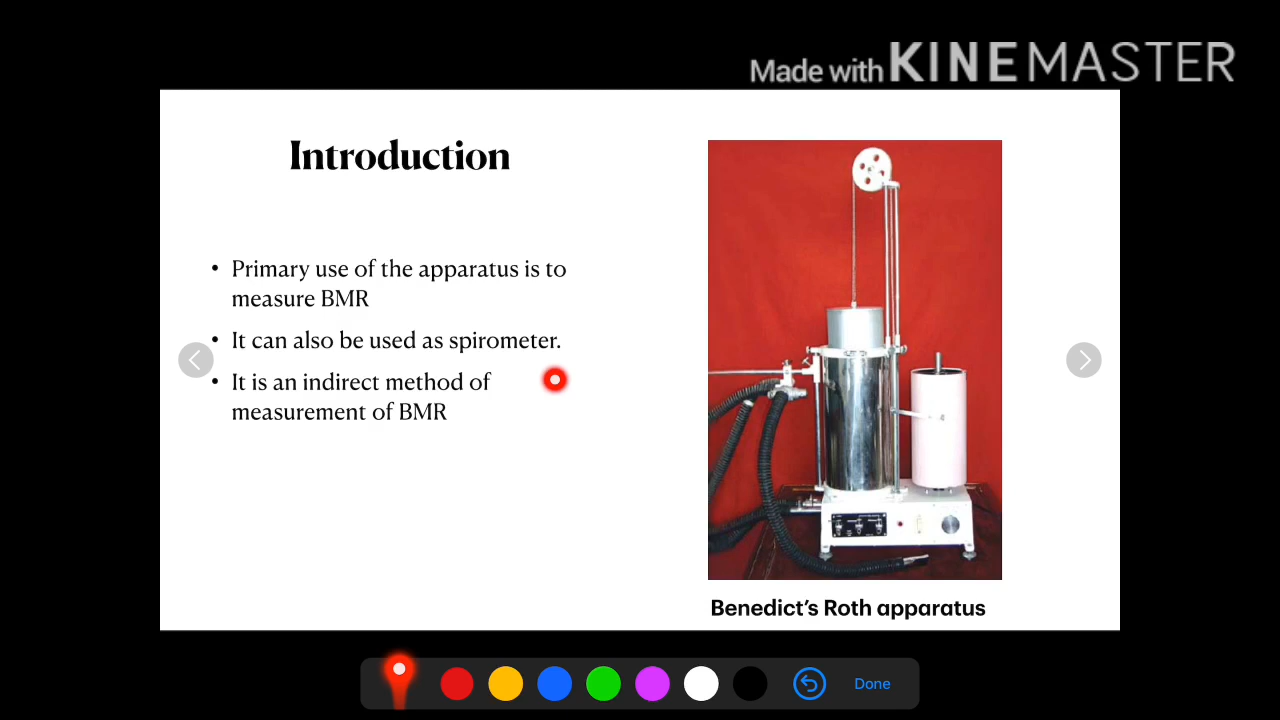 Made with KINEMASTER
Introduction
• Primary use of the apparatus is to
measure BMR
• It can also be used as spirometer.
• It is an indirect method of
measurement of BMR
Benedict's Roth apparatus
Done